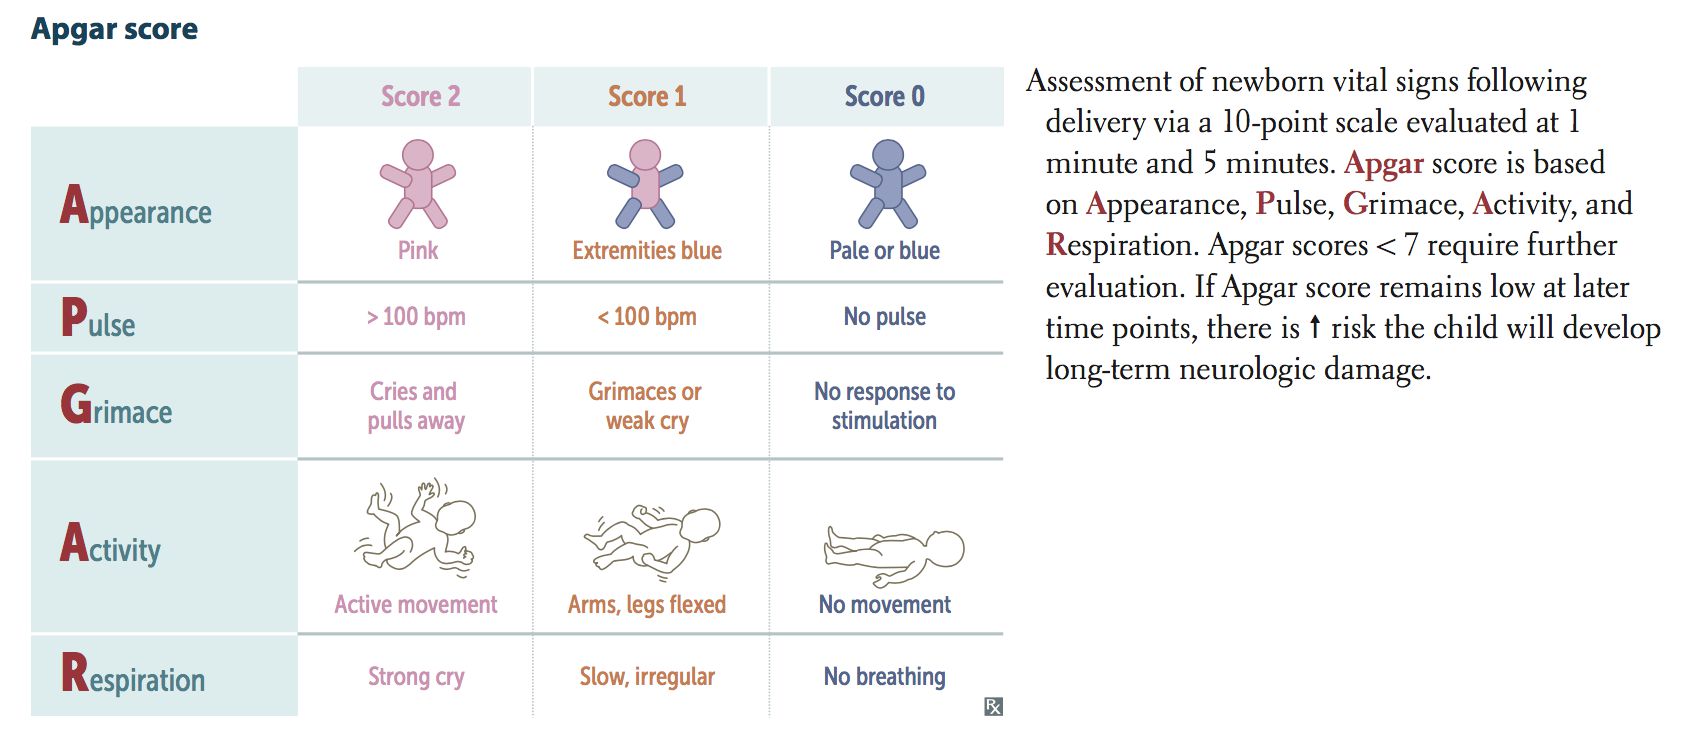 Apgar score
Score 2 Score 1 Score 0
Appearance
Pink Extremities blue Pale or blue
Pulse > 100 bpm < 100 bpm No pulse
Grimace
Cries and
pulls away
Grimaces or
weak cry
No response to
stimulation
Activity
Active movement Arms, legs flexed No movement
Respiration Strong cry Slow, irregular No breathing
Rx
Assessment of newborn vital signs following
delivery via a 10-point scale evaluated at 1
minute and 5 minutes. Apgar score is based
on Appearance, Pulse, Grimace, Activity, and
Respiration. Apgar scores < 7 require further
evaluation. If Apgar score remains low at later
time points, there is ↑ risk the child will develop
long-term neurologic damage.